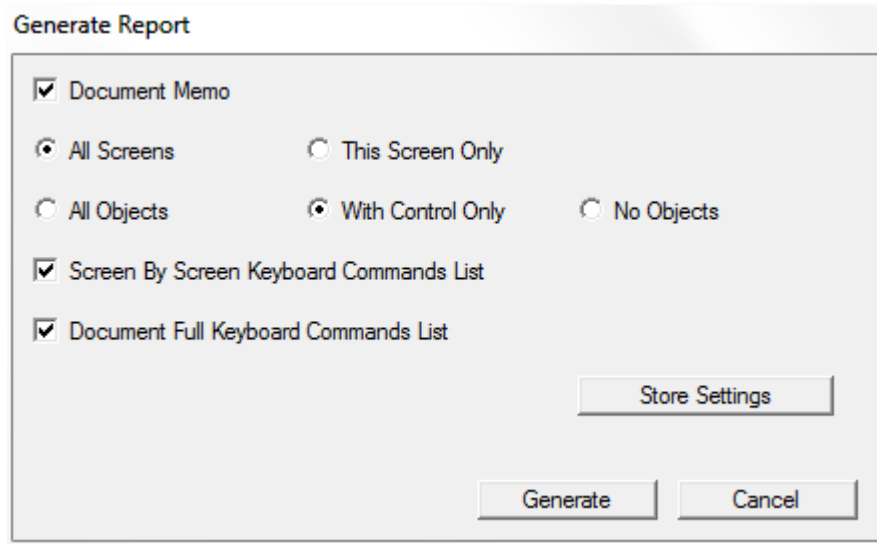 Generate Report
Document Memo
All Screens This Screen Only
All Objects With Control Only No Objects
Screen By Screen Keyboard Commands List
Document Full Keyboard Commands List
Store Settings
Generate Cancel